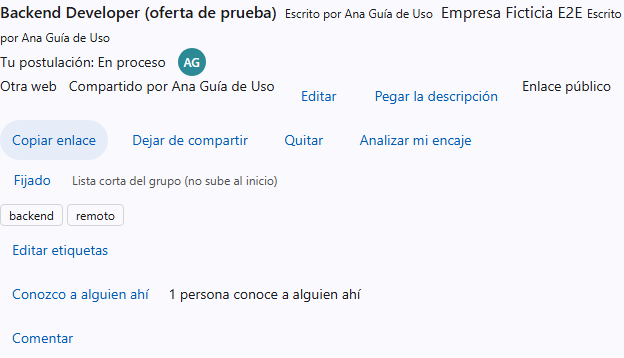 Backend Developer (oferta de prueba) Escrito por Ana Guía de Uso Empresa Ficticia E2E Escrito
por Ana Guía de Uso
Tu postulación: En proceso AG
Otra web Compartido por Ana Guía de Uso Editar Pegar la descripción Enlace público
Copiar enlace Dejar de compartir Quitar Analizar mi encaje
Fijado Lista corta del grupo (no sube al inicio)
backend remoto
Editar etiquetas
Conozco a alguien ahí 1 persona conoce a alguien ahí
Comentar